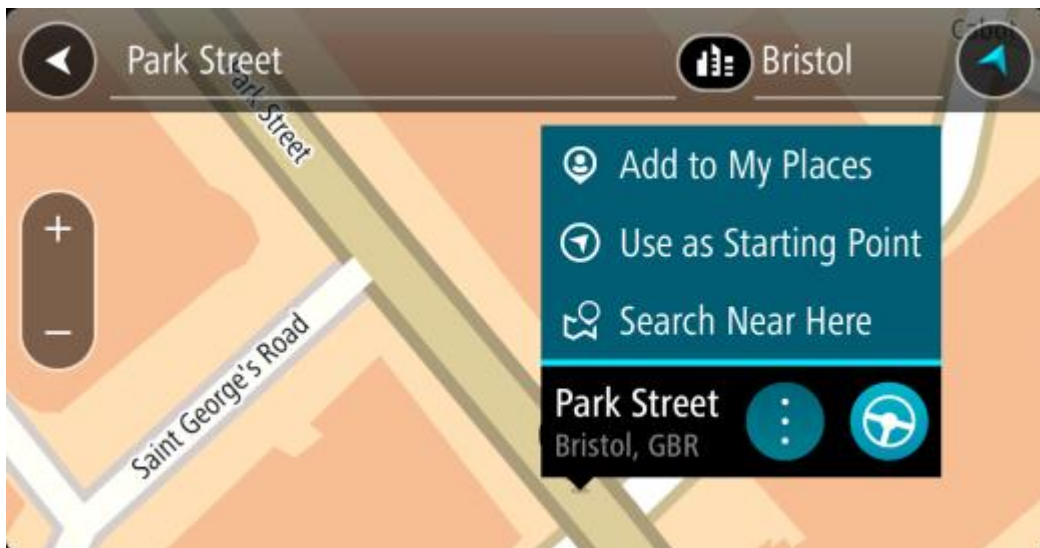 Park Street
Bristol
Cabot
Park Street
Add to My Places
Use as Starting Point
Search Near Here
+
−
Saint George's Road
Park Street
Bristol, GBR